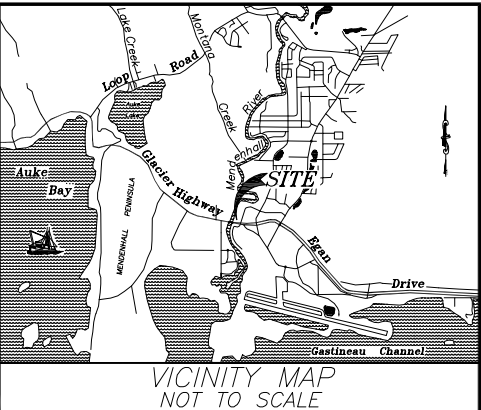 Lake Creek
Montana
Creek
Loop Road
Auke
Lake
River
Mendenhall
SITE
Auke
Bay
MENDENHALL PENINSULA
Glacier Highway
Egan
Drive
Gastineau Channel
VICINITY MAP
NOT TO SCALE